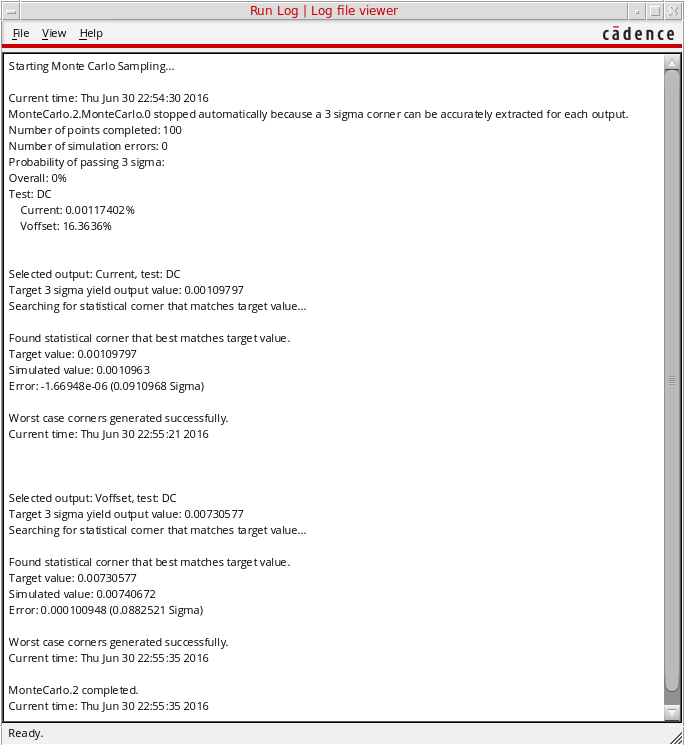 Run Log | Log file viewer
File View Help
cādence
Starting Monte Carlo Sampling...
Current time: Thu Jun 30 22:54:30 2016
MonteCarlo.2.MonteCarlo.0 stopped automatically because a 3 sigma corner can be accurately extracted for each output.
Number of points completed: 100
Number of simulation errors: 0
Probability of passing 3 sigma:
Overall: 0%
Test: DC
Current: 0.00117402%
Voffset: 16.3636%
Selected output: Current, test: DC
Target 3 sigma yield output value: 0.00109797
Searching for statistical corner that matches target value...
Found statistical corner that best matches target value.
Target value: 0.00109797
Simulated value: 0.0010963
Error: -1.66948e-06 (0.0910968 Sigma)
Worst case corners generated successfully.
Current time: Thu Jun 30 22:55:21 2016
Selected output: Voffset, test: DC
Target 3 sigma yield output value: 0.00730577
Searching for statistical corner that matches target value...
Found statistical corner that best matches target value.
Target value: 0.00730577
Simulated value: 0.00740672
Error: 0.000100948 (0.0882521 Sigma)
Worst case corners generated successfully.
Current time: Thu Jun 30 22:55:35 2016
MonteCarlo.2 completed.
Current time: Thu Jun 30 22:55:35 2016
Ready.